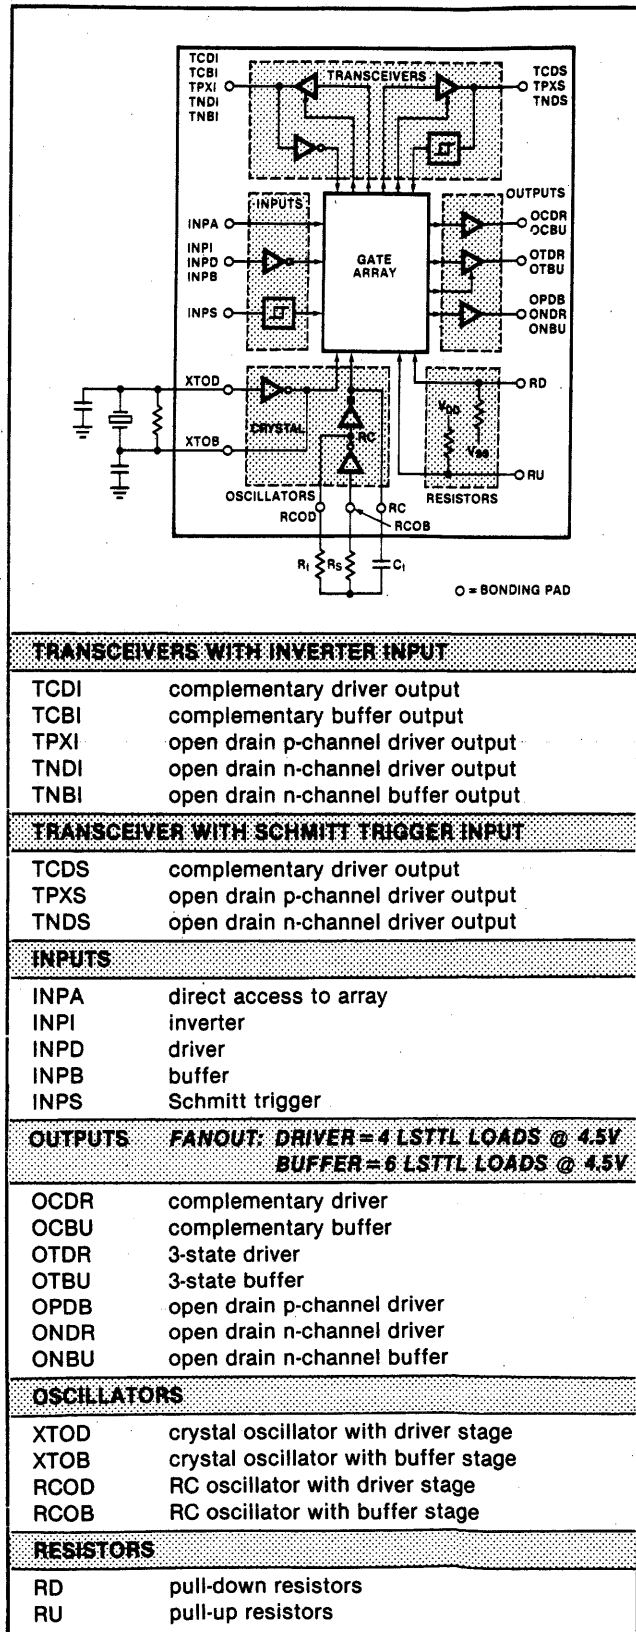 TCDI
TCBI
TPXI
TNDI
TNBI
TRANSCEIVERS
TCDS
TPXS
TNDS
INPUTS
OUTPUTS
INPA
INPI
INPD
INPB
INPS
GATE
ARRAY
OCDR
OCBU
OTDR
OTBU
OPDB
ONDR
ONBU
XTOD
XTOB
CRYSTAL
RC
OSCILLATORS
RCOD
RC
RCOB
VDD
VSS
RD
RU
RESISTORS
Rt
RS
Ct
O = BONDING PAD
TRANSCEIVERS WITH INVERTER INPUT
TCDI complementary driver output
TCBI complementary buffer output
TPXI open drain p-channel driver output
TNDI open drain n-channel driver output
TNBI open drain n-channel buffer output
TRANSCEIVER WITH SCHMITT TRIGGER INPUT
TCDS complementary driver output
TPXS open drain p-channel driver output
TNDS open drain n-channel driver output
INPUTS
INPA direct access to array
INPI inverter
INPD driver
INPB buffer
INPS Schmitt trigger
OUTPUTS FANOUT: DRIVER = 4 LSTTL LOADS @ 4.5V
BUFFER = 6 LSTTL LOADS @ 4.5V
OCDR complementary driver
OCBU complementary buffer
OTDR 3-state driver
OTBU 3-state buffer
OPDB open drain p-channel driver
ONDR open drain n-channel driver
ONBU open drain n-channel buffer
OSCILLATORS
XTOD crystal oscillator with driver stage
XTOB crystal oscillator with buffer stage
RCOD RC oscillator with driver stage
RCOB RC oscillator with buffer stage
RESISTORS
RD pull-down resistors
RU pull-up resistors